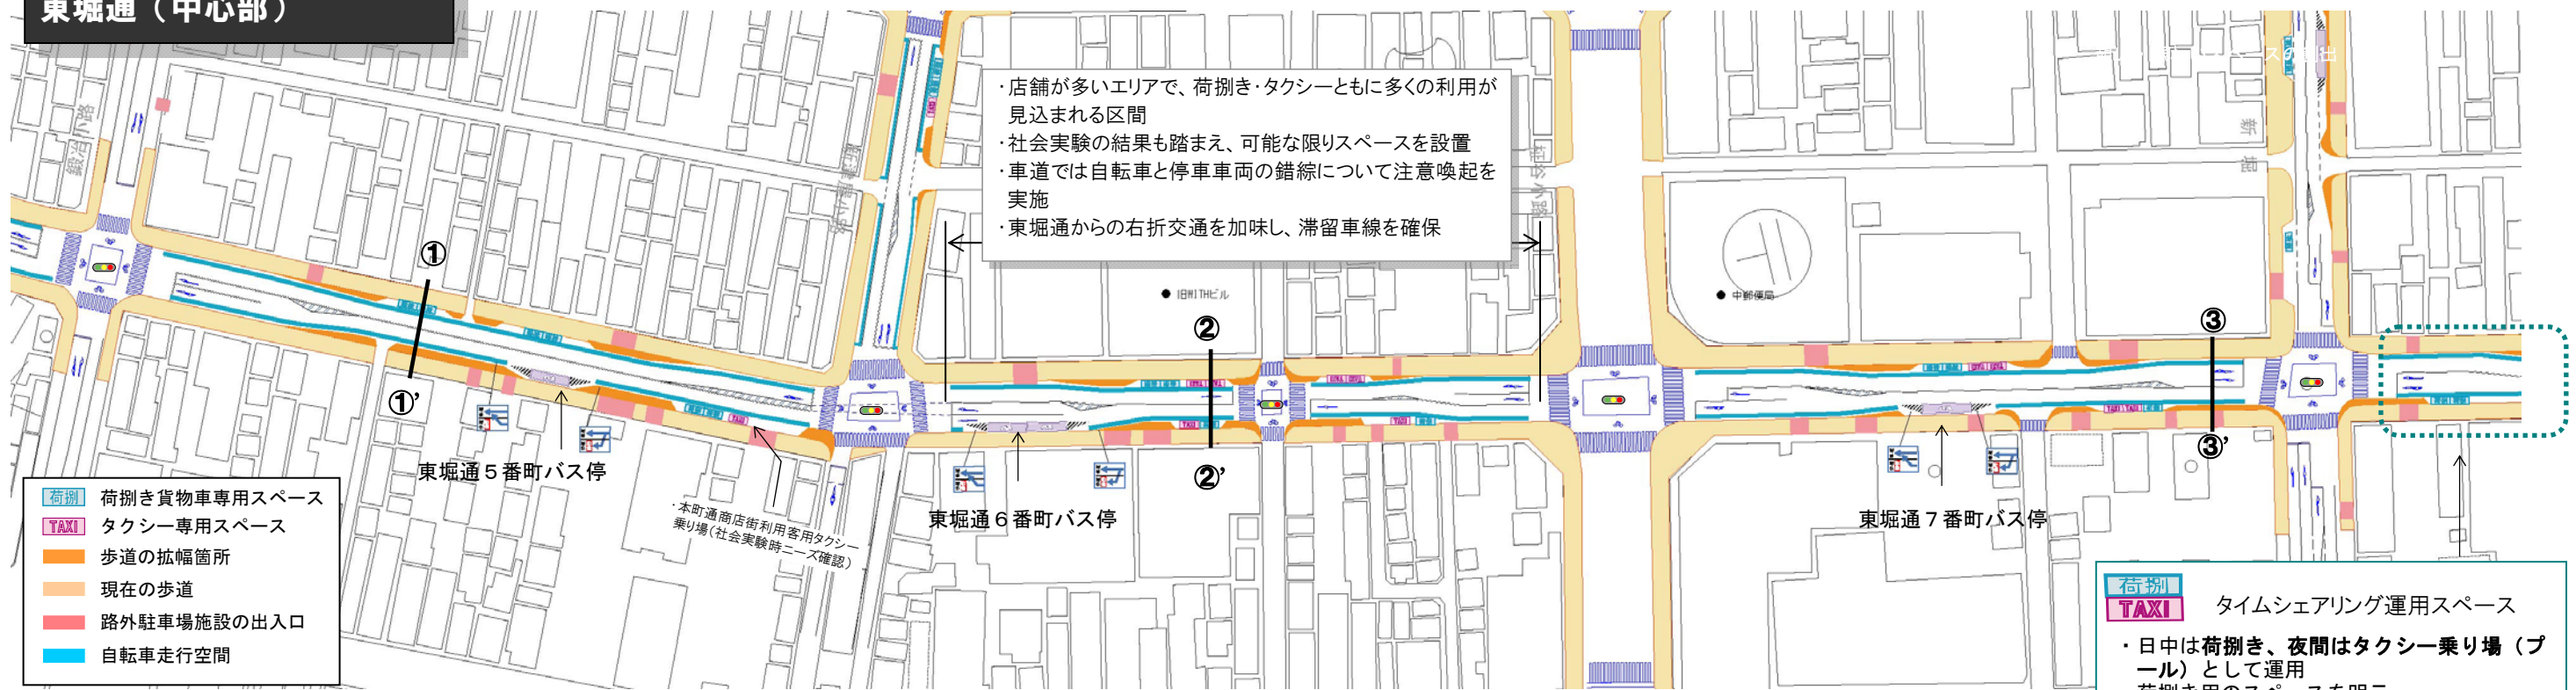 東堀通（中心部）
・店舗が多いエリアで、荷捌き・タクシーともに多くの利用が
見込まれる区間
・社会実験の結果も踏まえ、可能な限りスペースを設置
・車道では自転車と停車車両の錯綜について注意喚起を
実施
・東堀通からの右折交通を加味し、滞留車線を確保
鍛冶小路
新津屋小路
新堀
● 旧WITHビル
● 中郵便局
①
①’
②
②’
③
③’
東堀通５番町バス停
東堀通６番町バス停
東堀通７番町バス停
・本町通商店街利用客用タクシー
乗り場（社会実験時ニーズ確認）
荷捌 荷捌き貨物車専用スペース
TAXI タクシー専用スペース
歩道の拡幅箇所
現在の歩道
路外駐車場施設の出入口
自転車走行空間
荷捌
TAXI タイムシェアリング運用スペース
・日中は荷捌き、夜間はタクシー乗り場（プ
ール）として運用